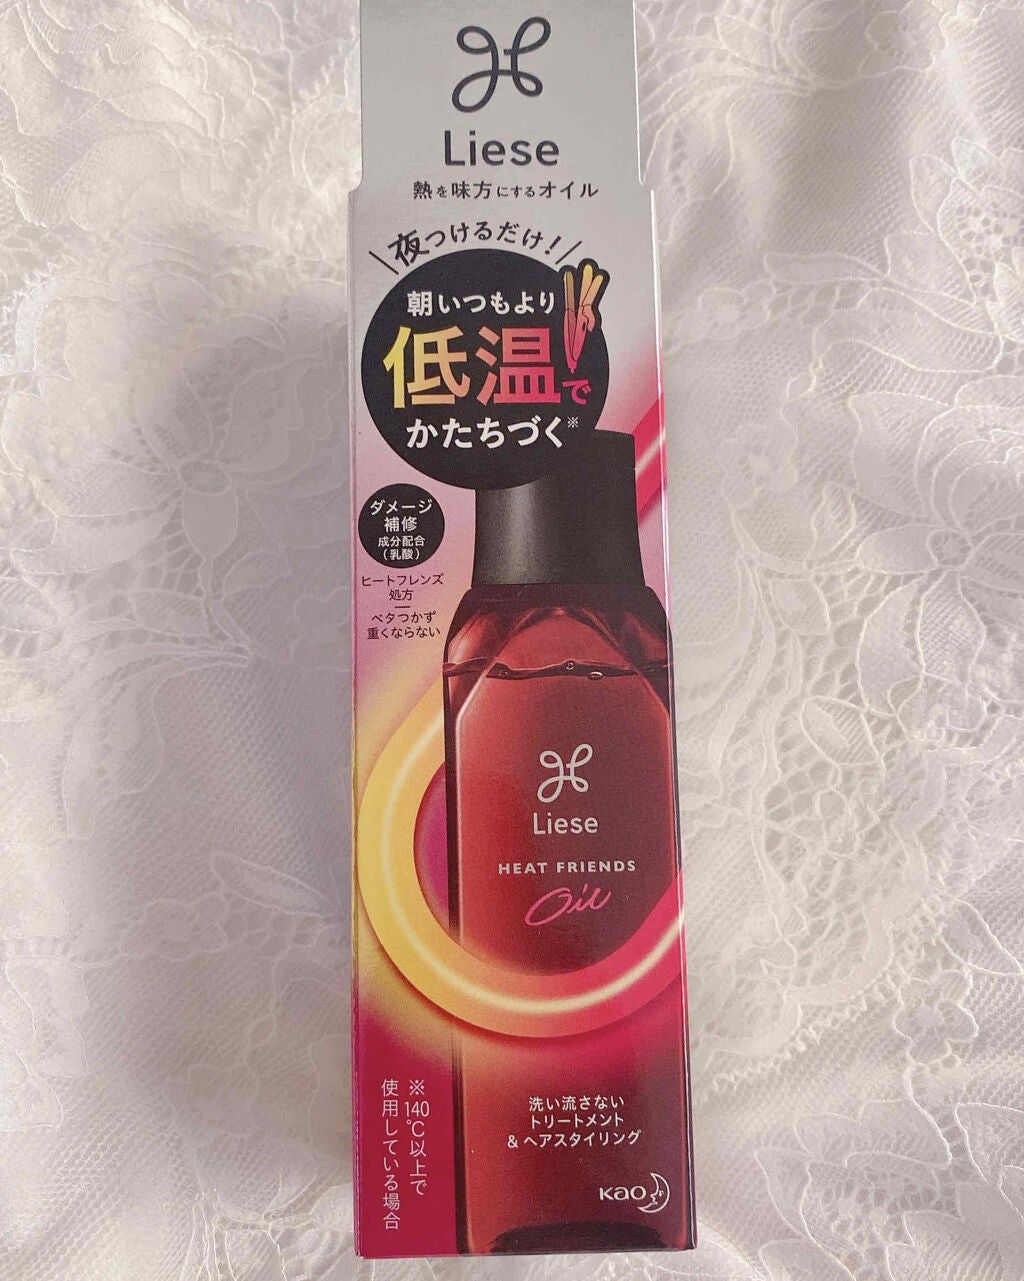 Liese
熱を味方にするオイル
夜つけるだけ!
朝いつもより
低温で
かたちづく※
ダメージ
補修
成分配合
(乳酸)
ヒートフレンズ
処方
ベタつかず
重くならない
Liese
HEAT FRIENDS
Oil
※140℃以上で
使用している場合
洗い流さない
トリートメント
&ヘアスタイリング
Kao